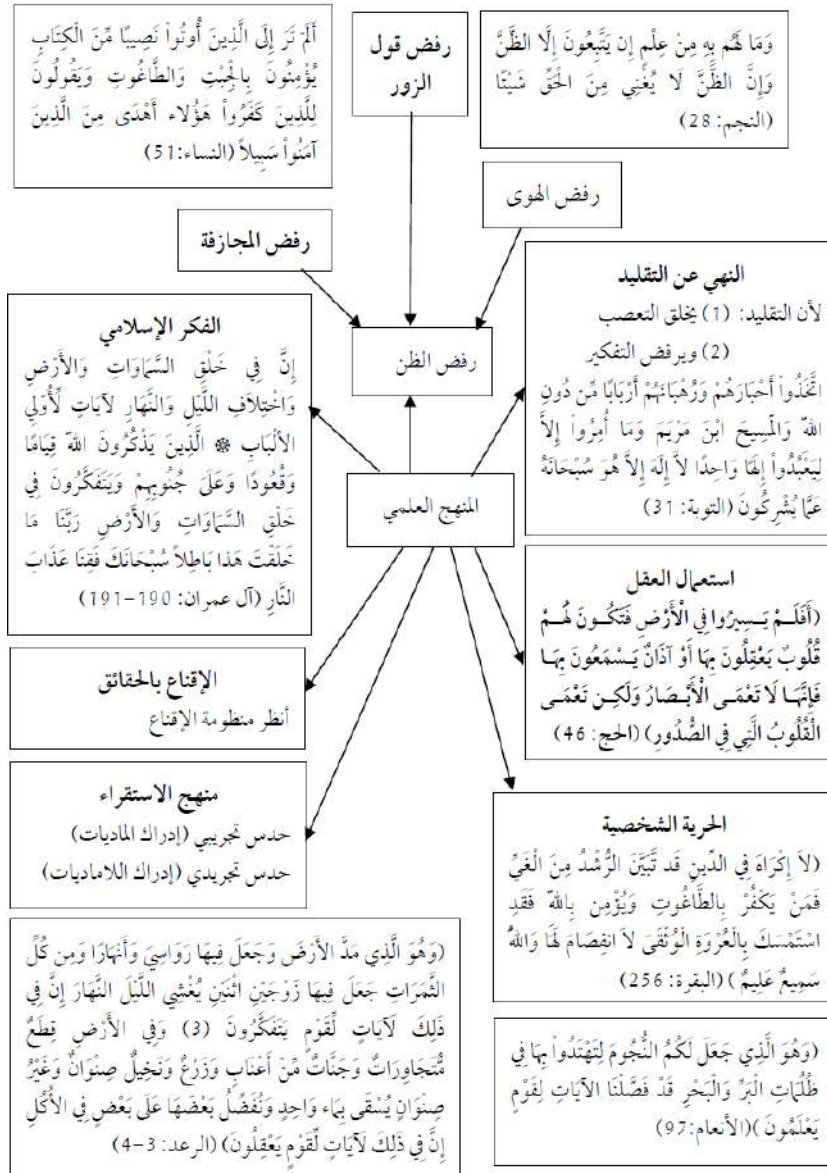 وَمَا لَهُم بِهِ مِنْ عِلْمٍ إِن يَتَّبِعُونَ إِلَّا الظَّنَّ
وَإِنَّ الظَّنَّ لَا يُغْنِي مِنَ الْحَقِّ شَيْئًا
(النجم: 28)
رفض قول
الزور
أَلَمْ تَرَ إِلَى الَّذِينَ أُوتُواْ نَصِيبًا مِّنَ الْكِتَابِ
يُؤْمِنُونَ بِالْجِبْتِ وَالطَّاغُوتِ وَيَقُولُونَ
لِلَّذِينَ كَفَرُواْ هَؤُلاء أَهْدَى مِنَ الَّذِينَ
آمَنُواْ سَبِيلاً (النساء:51)
رفض الهوى
رفض المجازفة
رفض الظن
النهي عن التقليد
لأن التقليد: (1) يخلق التعصب
(2) ويرفض التفكير
اتَّخَذُواْ أَحْبَارَهُمْ وَرُهْبَانَهُمْ أَرْبَابًا مِّن دُونِ
اللهِ وَالْمَسِيحَ ابْنَ مَرْيَمَ وَمَا أُمِرُواْ إِلاَّ
لِيَعْبُدُواْ إِلَهًا وَاحِدًا لاَّ إِلَهَ إِلاَّ هُوَ سُبْحَانَهُ
عَمَّا يُشْرِكُونَ (التوبة: 31)
الفكر الإسلامي
إِنَّ فِي خَلْقِ السَّمَاوَاتِ وَالأَرْضِ
وَاخْتِلاَفِ اللَّيْلِ وَالنَّهَارِ لآيَاتٍ لِّأُوْلِي
الألْبَابِ ۞ الَّذِينَ يَذْكُرُونَ اللهَ قِيَامًا
وَقُعُودًا وَعَلَىَ جُنُوبِهِمْ وَيَتَفَكَّرُونَ فِي
خَلْقِ السَّمَاوَاتِ وَالأَرْضِ رَبَّنَا مَا
خَلَقْتَ هَذا بَاطِلاً سُبْحَانَكَ فَقِنَا عَذَابَ
النَّارِ (آل عمران: 190-191)
المنهج العلمي
استعمال العقل
(أَفَلَمْ يَسِيرُوا فِي الْأَرْضِ فَتَكُونَ لَهُمْ
قُلُوبٌ يَعْقِلُونَ بِهَا أَوْ آذَانٌ يَسْمَعُونَ بِهَا
فَإِنَّهَا لَا تَعْمَى الْأَبْصَارُ وَلَكِن تَعْمَى
الْقُلُوبُ الَّتِي فِي الصُّدُورِ) (الحج: 46)
الإقناع بالحقائق
أنظر منظومة الإقناع
منهج الاستقراء
حدس تجريبي (إدراك الماديات)
حدس تجريدي (إدراك اللاماديات)
الحرية الشخصية
(لاَ إِكْرَاهَ فِي الدِّينِ قَد تَّبَيَّنَ الرُّشْدُ مِنَ الْغَيِّ
فَمَنْ يَكْفُرْ بِالطَّاغُوتِ وَيُؤْمِن بِاللهِ فَقَدِ
اسْتَمْسَكَ بِالْعُرْوَةِ الْوُثْقَىَ لاَ انفِصَامَ لَهَا وَاللهُ
سَمِيعٌ عَلِيمٌ) (البقرة: 256)
(وَهُوَ الَّذِي مَدَّ الأَرْضَ وَجَعَلَ فِيهَا رَوَاسِيَ وَأَنْهَارًا وَمِن كُلِّ
الثَّمَرَاتِ جَعَلَ فِيهَا زَوْجَيْنِ اثْنَيْنِ يُغْشِي اللَّيْلَ النَّهَارَ إِنَّ فِي
ذَلِكَ لَآيَاتٍ لِّقَوْمٍ يَتَفَكَّرُونَ (3) وَفِي الأَرْضِ قِطَعٌ
مُّتَجَاوِرَاتٌ وَجَنَّاتٌ مِّنْ أَعْنَابٍ وَزَرْعٌ وَنَخِيلٌ صِنْوَانٌ وَغَيْرُ
صِنْوَانٍ يُسْقَى بِمَاء وَاحِدٍ وَنُفَضِّلُ بَعْضَهَا عَلَى بَعْضٍ فِي الأُكُلِ
إِنَّ فِي ذَلِكَ لَآيَاتٍ لِّقَوْمٍ يَعْقِلُونَ) (الرعد: 3-4)
(وَهُوَ الَّذِي جَعَلَ لَكُمُ النُّجُومَ لِتَهْتَدُواْ بِهَا فِي
ظُلُمَاتِ الْبَرِّ وَالْبَحْرِ قَدْ فَصَّلْنَا الآيَاتِ لِقَوْمٍ
يَعْلَمُونَ )(الأنعام:97)